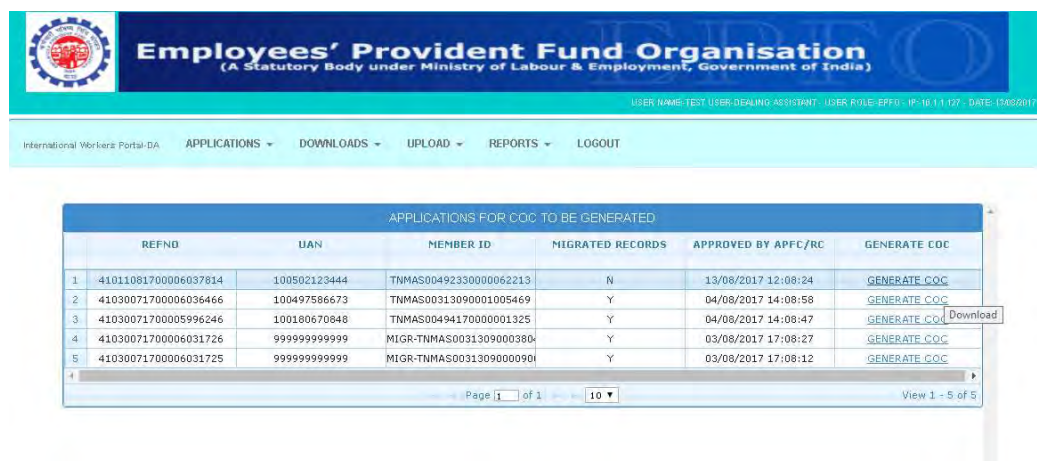 Employees' Provident Fund Organisation
(A Statutory Body under Ministry of Labour & Employment, Government of India)
USER NAME:-TEST USER-DEALING ASSISTANT - USER ROLE:-EPFO - IP:-10.1.1.127 - DATE:-13/08/2017
International Workers Portal-DA APPLICATIONS DOWNLOADS UPLOAD REPORTS LOGOUT
APPLICATIONS FOR COC TO BE GENERATED
REFNO UAN MEMBER ID MIGRATED RECORDS APPROVED BY APFC/RC GENERATE COC
1 41011081700006037814 100502123444 TNMAS00492330000062213 N 13/08/2017 12:08:24 GENERATE COC
2 41030071700006036466 100497586673 TNMAS00313090001005469 Y 04/08/2017 14:08:58 GENERATE COC
3 41030071700005996246 100180670848 TNMAS00494170000001325 Y 04/08/2017 14:08:47 GENERATE COC
Download
4 41030071700006031726 999999999999 MIGR-TNMAS0031309000380 Y 03/08/2017 17:08:27 GENERATE COC
5 41030071700006031725 999999999999 MIGR-TNMAS0031309000090 Y 03/08/2017 17:08:12 GENERATE COC
Page 1 of 1 10 View 1 - 5 of 5